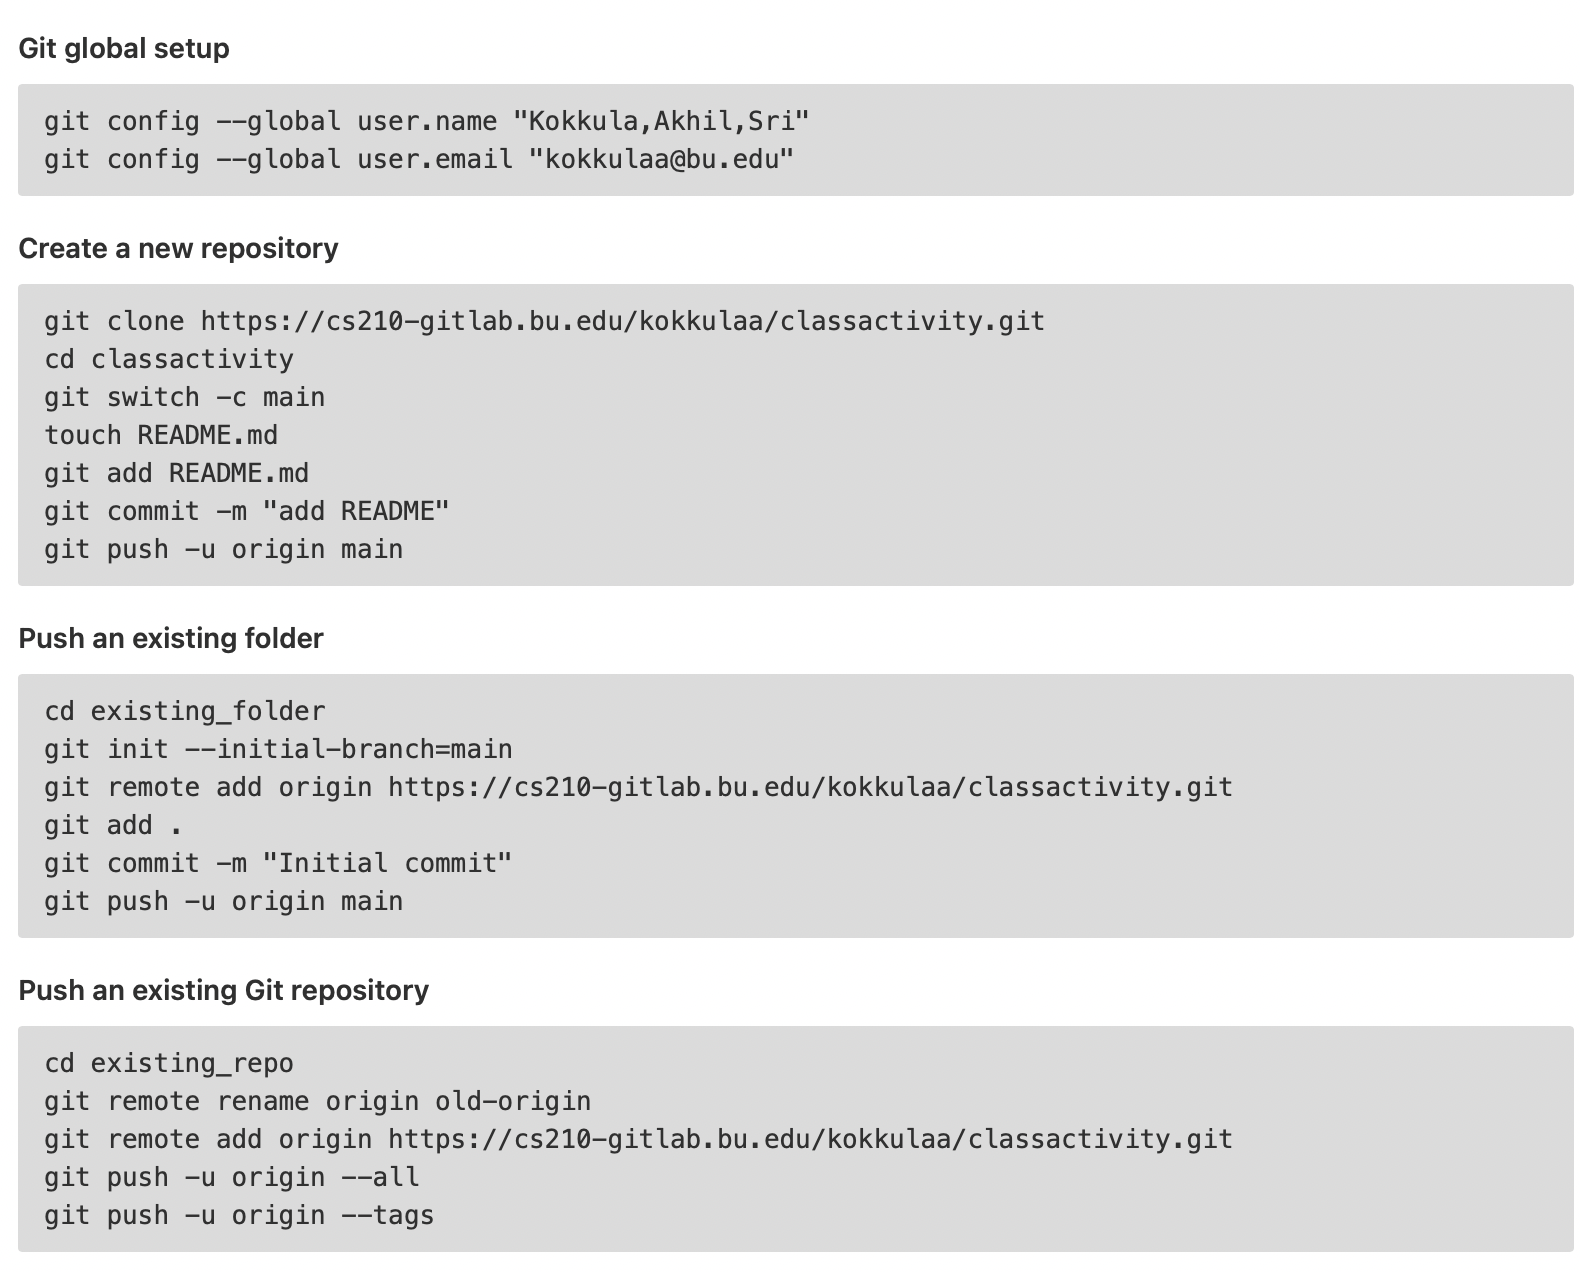 Git global setup
git config --global user.name "Kokkula,Akhil,Sri"
git config --global user.email "kokkulaa@bu.edu"
Create a new repository
git clone https://cs210-gitlab.bu.edu/kokkulaa/classactivity.git
cd classactivity
git switch -c main
touch README.md
git add README.md
git commit -m "add README"
git push -u origin main
Push an existing folder
cd existing_folder
git init --initial-branch=main
git remote add origin https://cs210-gitlab.bu.edu/kokkulaa/classactivity.git
git add .
git commit -m "Initial commit"
git push -u origin main
Push an existing Git repository
cd existing_repo
git remote rename origin old-origin
git remote add origin https://cs210-gitlab.bu.edu/kokkulaa/classactivity.git
git push -u origin --all
git push -u origin --tags